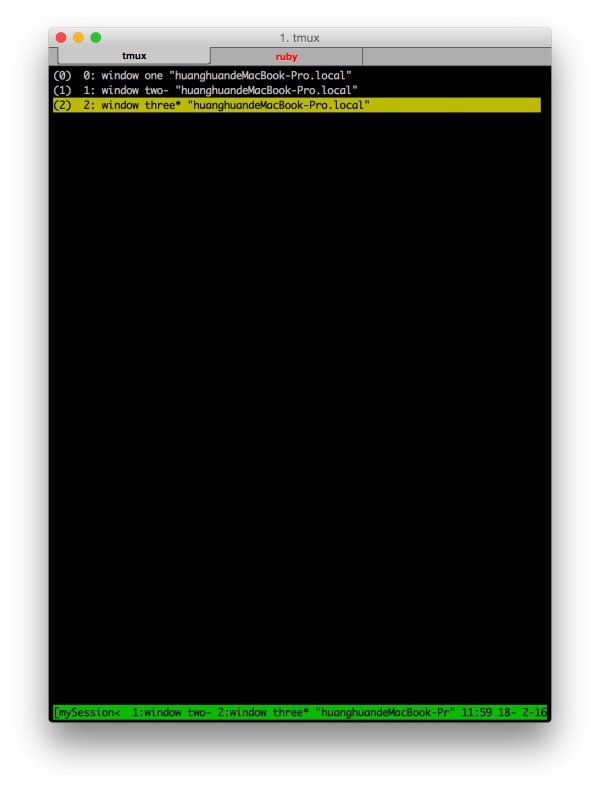 1. tmux
tmux
ruby
(0)  0: window one "huanghuandeMacBook-Pro.local"
(1)  1: window two- "huanghuandeMacBook-Pro.local"
(2)  2: window three* "huanghuandeMacBook-Pro.local"
[mySession<  1:window two- 2:window three* "huanghuandeMacBook-Pr" 11:59 18- 2-16